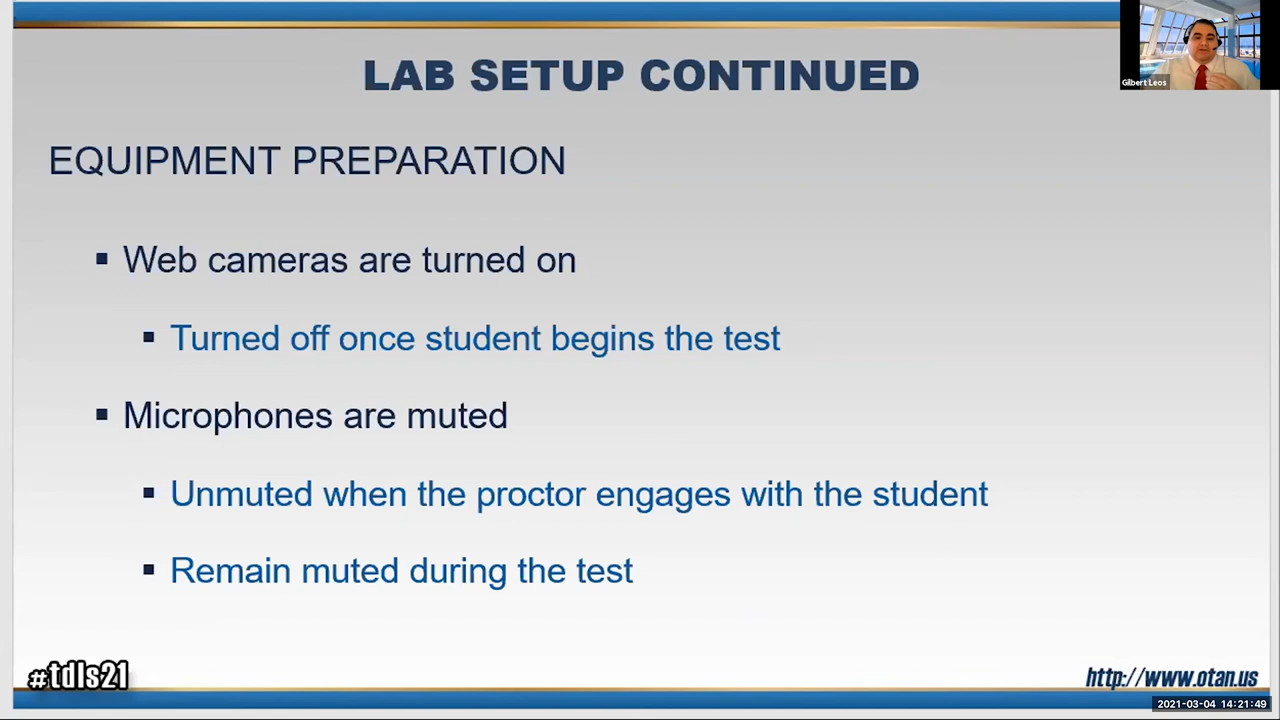 LAB SETUP CONTINUED
Gilbert Leos
EQUIPMENT PREPARATION
▪ Web cameras are turned on
▪ Turned off once student begins the test
▪ Microphones are muted
▪ Unmuted when the proctor engages with the student
▪ Remain muted during the test
#tdls21
http://www.otan.us
2021-03-04 14:21:49